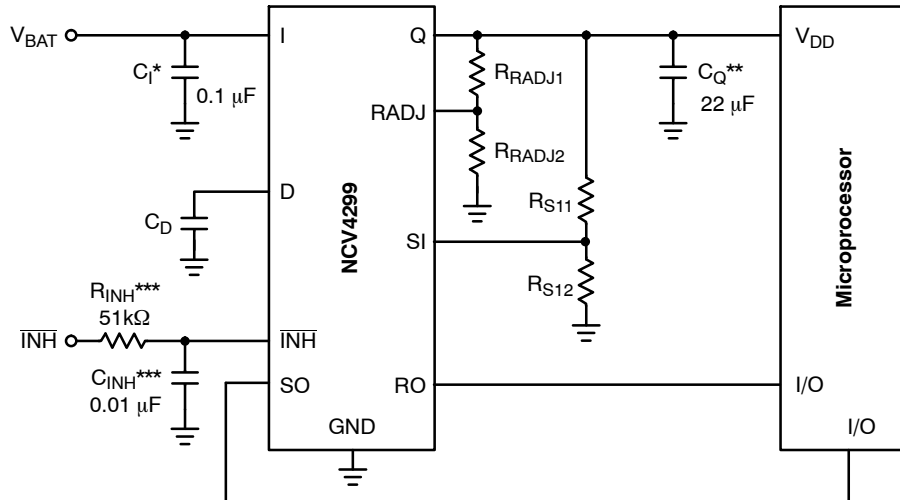 V_BAT
I
Q
V_DD
C_I*
0.1 μF
R_RADJ1
C_Q**
22 μF
RADJ
R_RADJ2
D
C_D
NCV4299
R_S11
SI
R_S12
Microprocessor
R_INH***
51kΩ
INH
INH
C_INH***
0.01 μF
SO
RO
I/O
GND
I/O